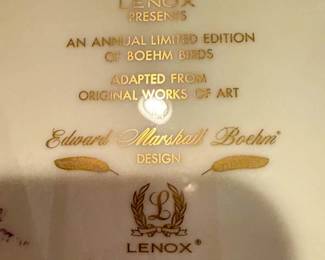 LENOX
PRESENTS
AN ANNUAL LIMITED EDITION
OF BOEHM BIRDS
ADAPTED FROM
ORIGINAL WORKS OF ART
Edward Marshall Boehm®
DESIGN
L
LENOX®